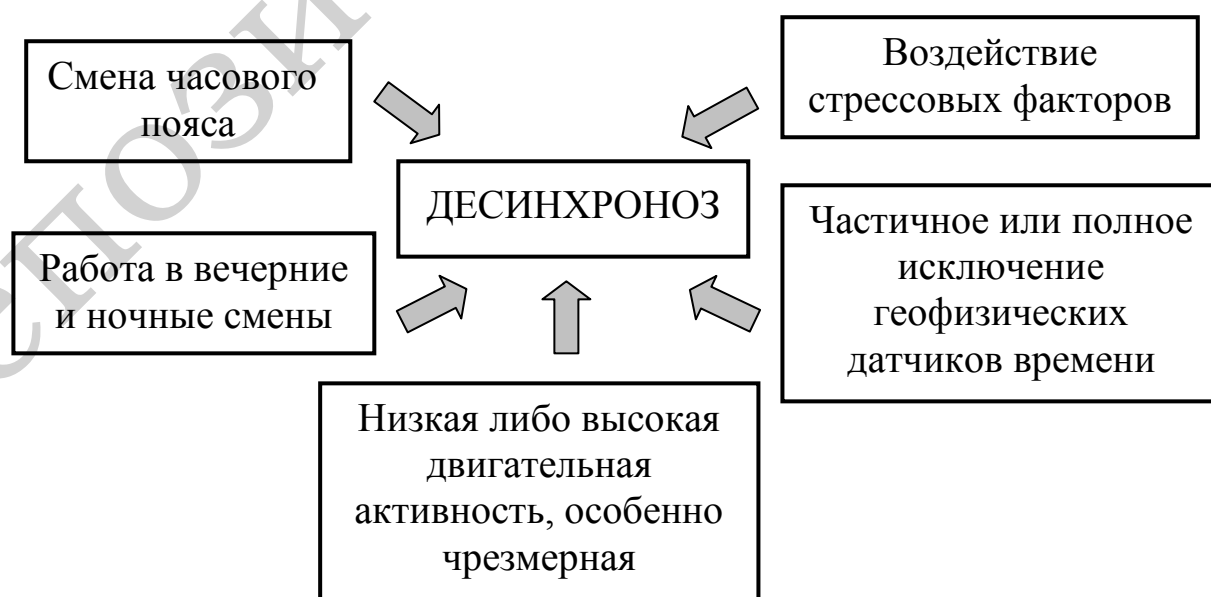 Смена часового
пояса
Воздействие
стрессовых факторов
ДЕСИНХРОНОЗ
Работа в вечерние
и ночные смены
Частичное или полное
исключение
геофизических
датчиков времени
Низкая либо высокая
двигательная
активность, особенно
чрезмерная